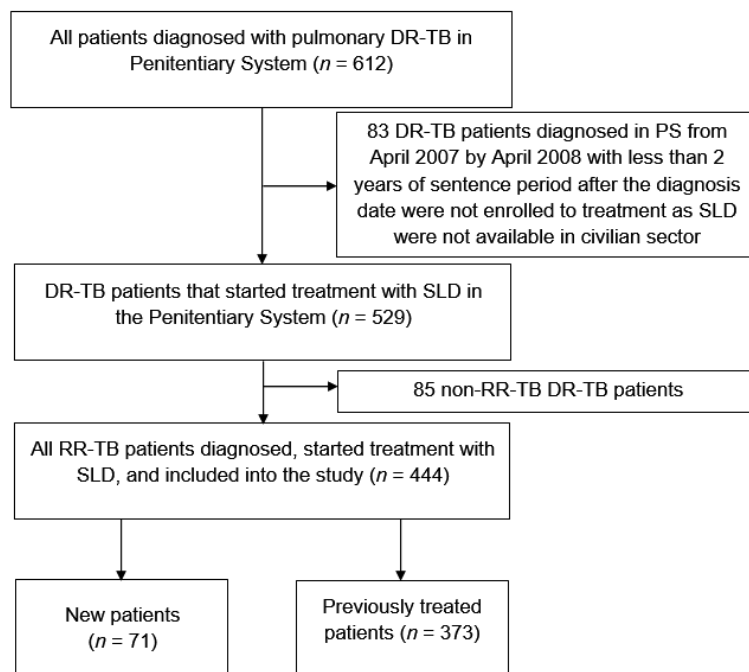 All patients diagnosed with pulmonary DR-TB in
Penitentiary System (n = 612)
83 DR-TB patients diagnosed in PS from
April 2007 by April 2008 with less than 2
years of sentence period after the diagnosis
date were not enrolled to treatment as SLD
were not available in civilian sector
DR-TB patients that started treatment with SLD in
the Penitentiary System (n = 529)
85 non-RR-TB DR-TB patients
All RR-TB patients diagnosed, started treatment with
SLD, and included into the study (n = 444)
New patients
(n = 71)
Previously treated
patients (n = 373)